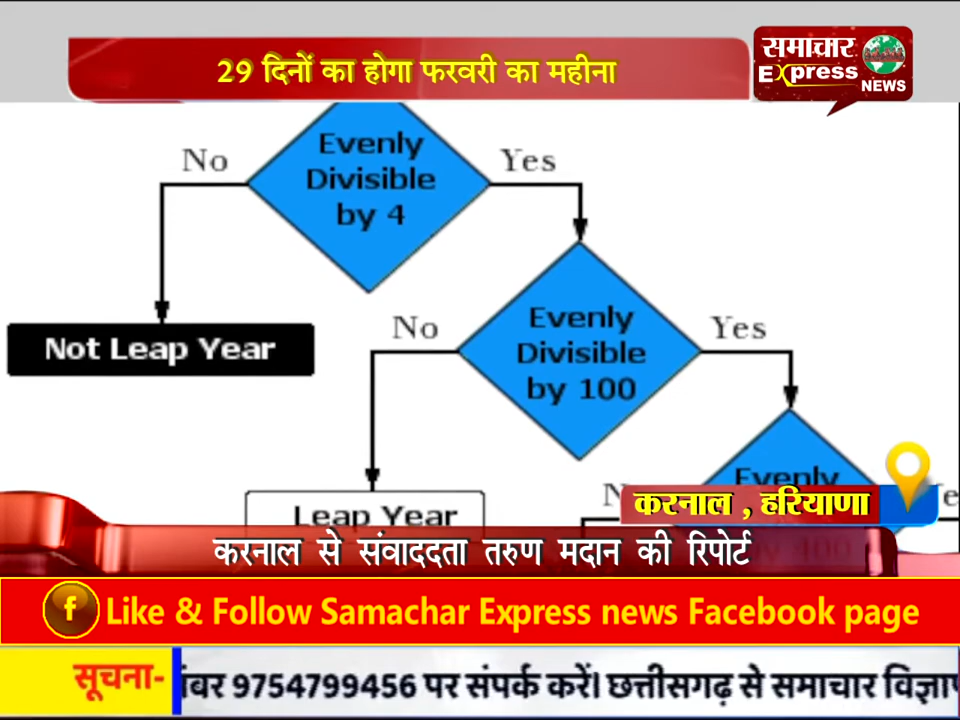 29 दिनों का होगा फरवरी का महीना
समाचार
Express
NEWS
Evenly
Divisible
by 4
No
Yes
Not Leap Year
Evenly
Divisible
by 100
No
Yes
Leap Year
Evenly
करनाल , हरियाणा
करनाल से संवाददता तरुण मदान की रिपोर्ट
f Like & Follow Samachar Express news Facebook page
सूचना-
9754799456 पर संपर्क करें। छत्तीसगढ़ से समाचार